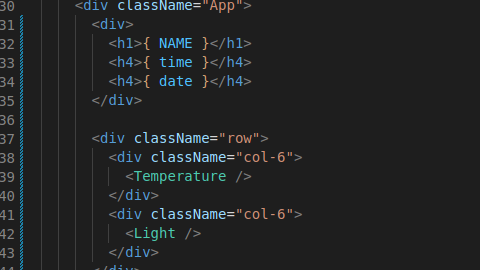 30 <div className="App">
31 <div>
32 <h1>{ NAME }</h1>
33 <h4>{ time }</h4>
34 <h4>{ date }</h4>
35 </div>
36
37 <div className="row">
38 <div className="col-6">
39 <Temperature />
40 </div>
41 <div className="col-6">
42 <Light />
43 </div>
44 </div>